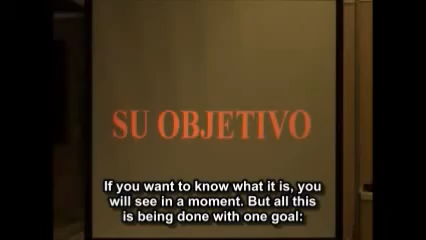 SU OBJETIVO
If you want to know what it is, you
will see in a moment. But all this
is being done with one goal: